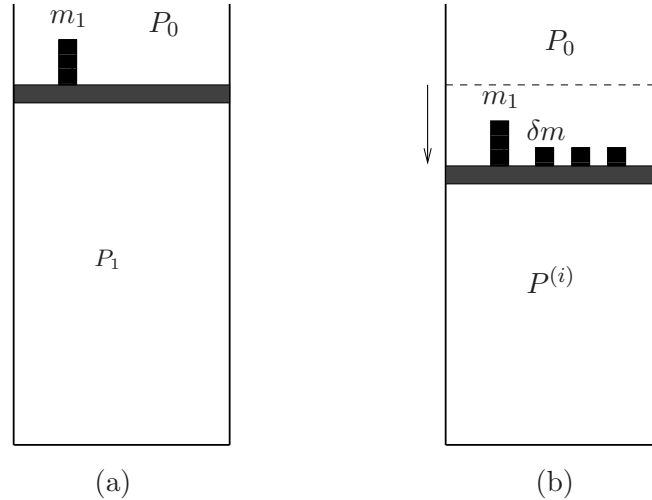 m₁ P₀
P₁
(a)
P₀
m₁ δm
P⁽ⁱ⁾
(b)